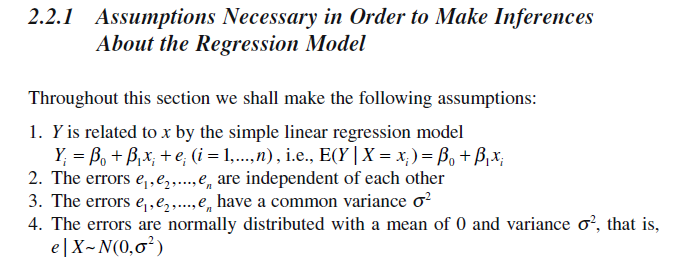 2.2.1 Assumptions Necessary in Order to Make Inferences
About the Regression Model
Throughout this section we shall make the following assumptions:
1. Y is related to x by the simple linear regression model
Yᵢ = β₀ + β₁xᵢ + eᵢ (i = 1,...,n), i.e., E(Y | X = xᵢ) = β₀ + β₁xᵢ
2. The errors e₁, e₂,..., eₙ are independent of each other
3. The errors e₁, e₂,..., eₙ have a common variance σ²
4. The errors are normally distributed with a mean of 0 and variance σ², that is,
e | X ~ N(0, σ²)